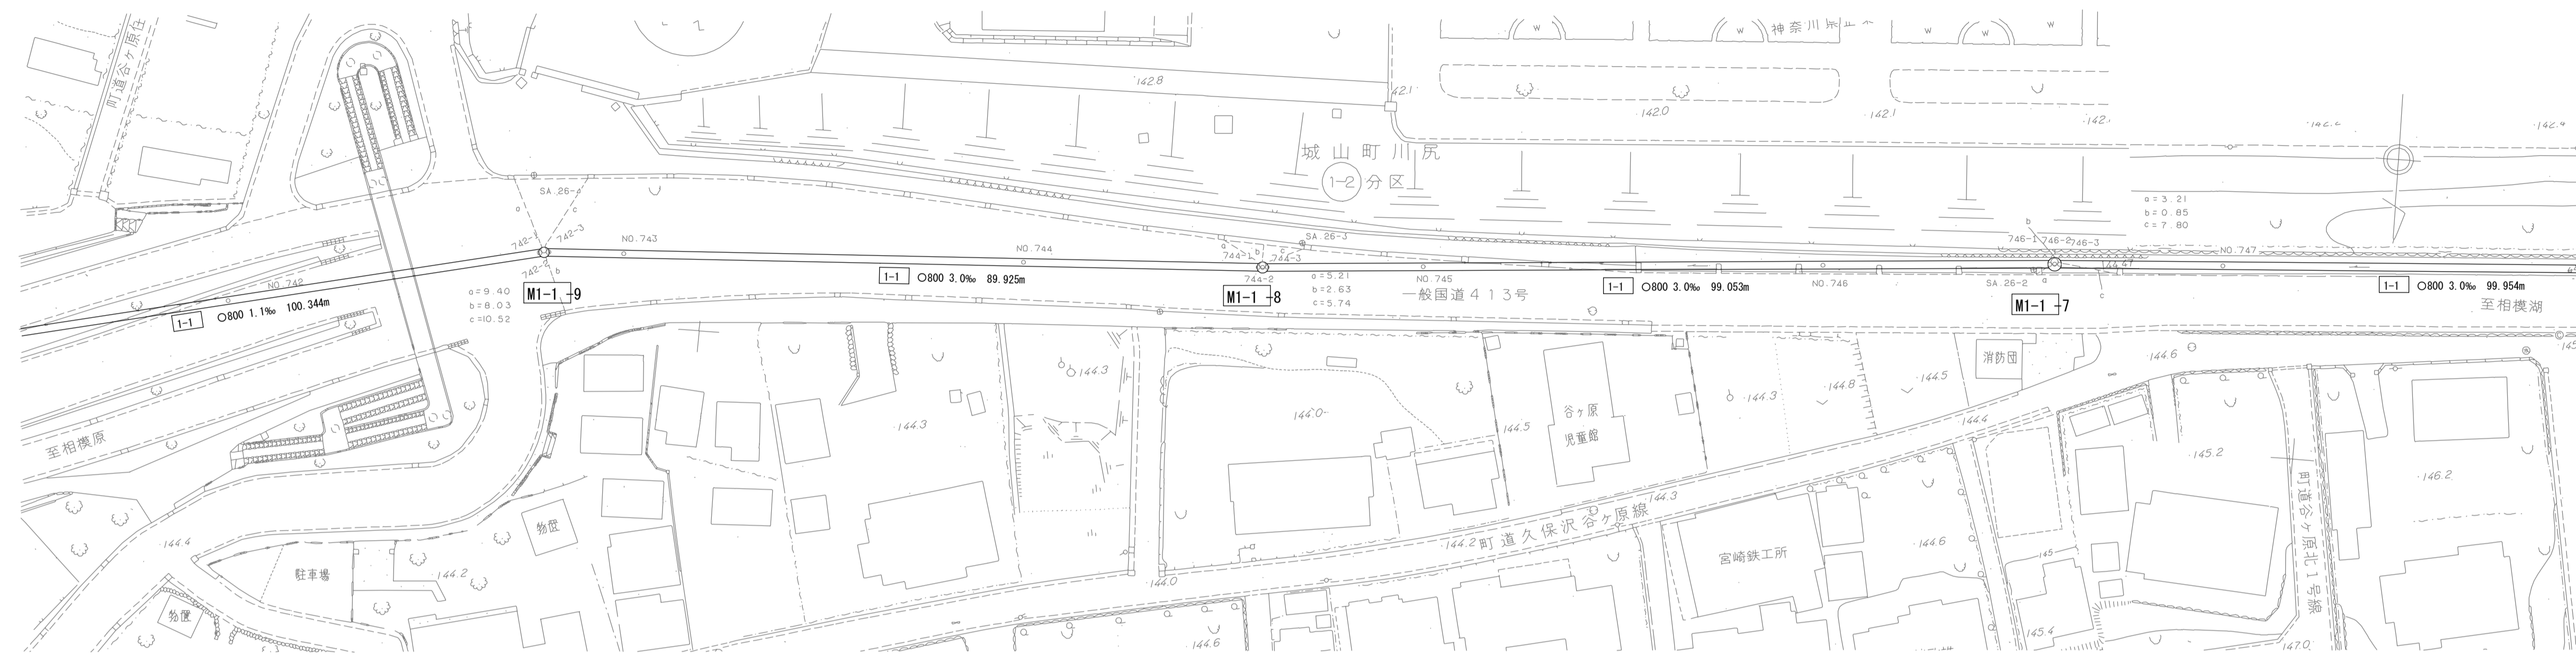 町道谷ヶ原住
神奈川県企
W
W
W
W
W
142.8
142.0
142.1
城山町川尻
1-2 分区
SA.26-4
a
c
742-1
742-3
742-2
b
NO.742
NO.743
NO.744
a
b
c
SA.26-3
744-1
744-3
744-2
NO.745
NO.746
NO.747
b
746-1
746-2
746-3
a = 3.21
b = 0.85
c = 7.80
SA.26-2
a
c
a = 9.40
b = 8.03
c =10.52
M1-1 -9
1-1 ○800 1.1‰ 100.344m
1-1 ○800 3.0‰ 89.925m
M1-1 -8
a = 5.21
b = 2.63
c = 5.74
一般国道413号
1-1 ○800 3.0‰ 99.053m
M1-1 -7
1-1 ○800 3.0‰ 99.954m
至相模湖
至相模原
144.3
144.3
144.0
谷ヶ原
児童館
144.5
144.3
144.8
144.5
消防団
144.6
144.4
145.2
146.2
町道谷ヶ原北1号線
144.3
町道久保沢谷ヶ原線
144.2
144.0
宮崎鉄工所
144.6
145
145.4
147.0
144.4
物置
駐車場
144.2
物置
144.6